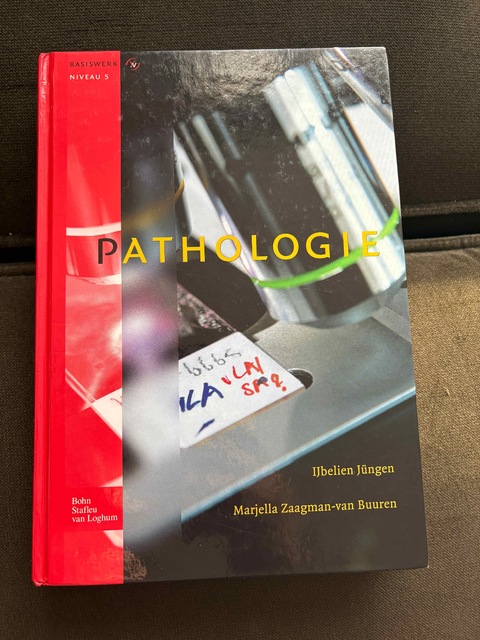 BASISWERK
NIVEAU 5
PATHOLOGIE
IJbelien Jüngen
Marjella Zaagman-van Buuren
Bohn
Stafleu
van Loghum